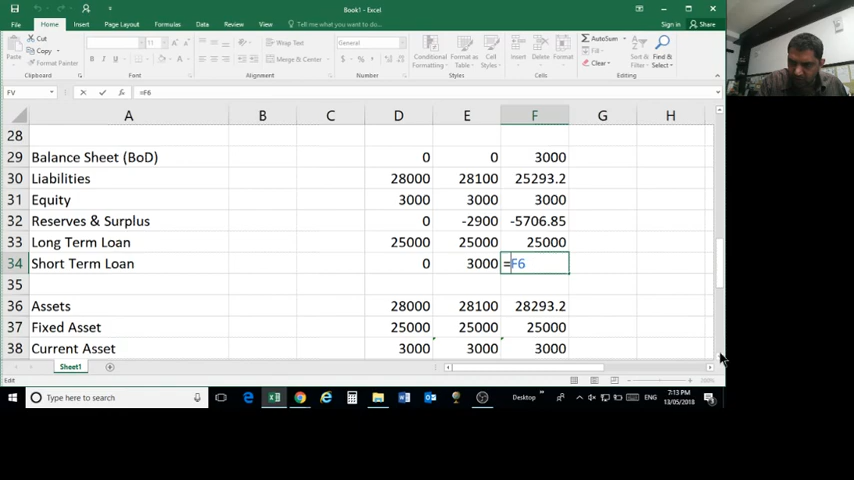 Book1 - Excel
File Home Insert Page Layout Formulas Data Review View Tell me what you want to do Sign in Share
Paste Cut Copy Format Painter
11 Wrap Text Merge & Center General
Conditional Formatting Format as Table Cell Styles Insert Delete Format
AutoSum Fill Clear Sort & Filter Find & Select
Clipboard Font Alignment Number Styles Cells Editing
FV =F6
A B C D E F G H
28
29 Balance Sheet (BoD) 0 0 3000
30 Liabilities 28000 28100 25293.2
31 Equity 3000 3000 3000
32 Reserves & Surplus 0 -2900 -5706.85
33 Long Term Loan 25000 25000 25000
34 Short Term Loan 0 3000 =F6
35
36 Assets 28000 28100 28293.2
37 Fixed Asset 25000 25000 25000
38 Current Asset 3000 3000 3000
Sheet1
Edit
Type here to search
Desktop ENG
7:13 PM
13/05/2018